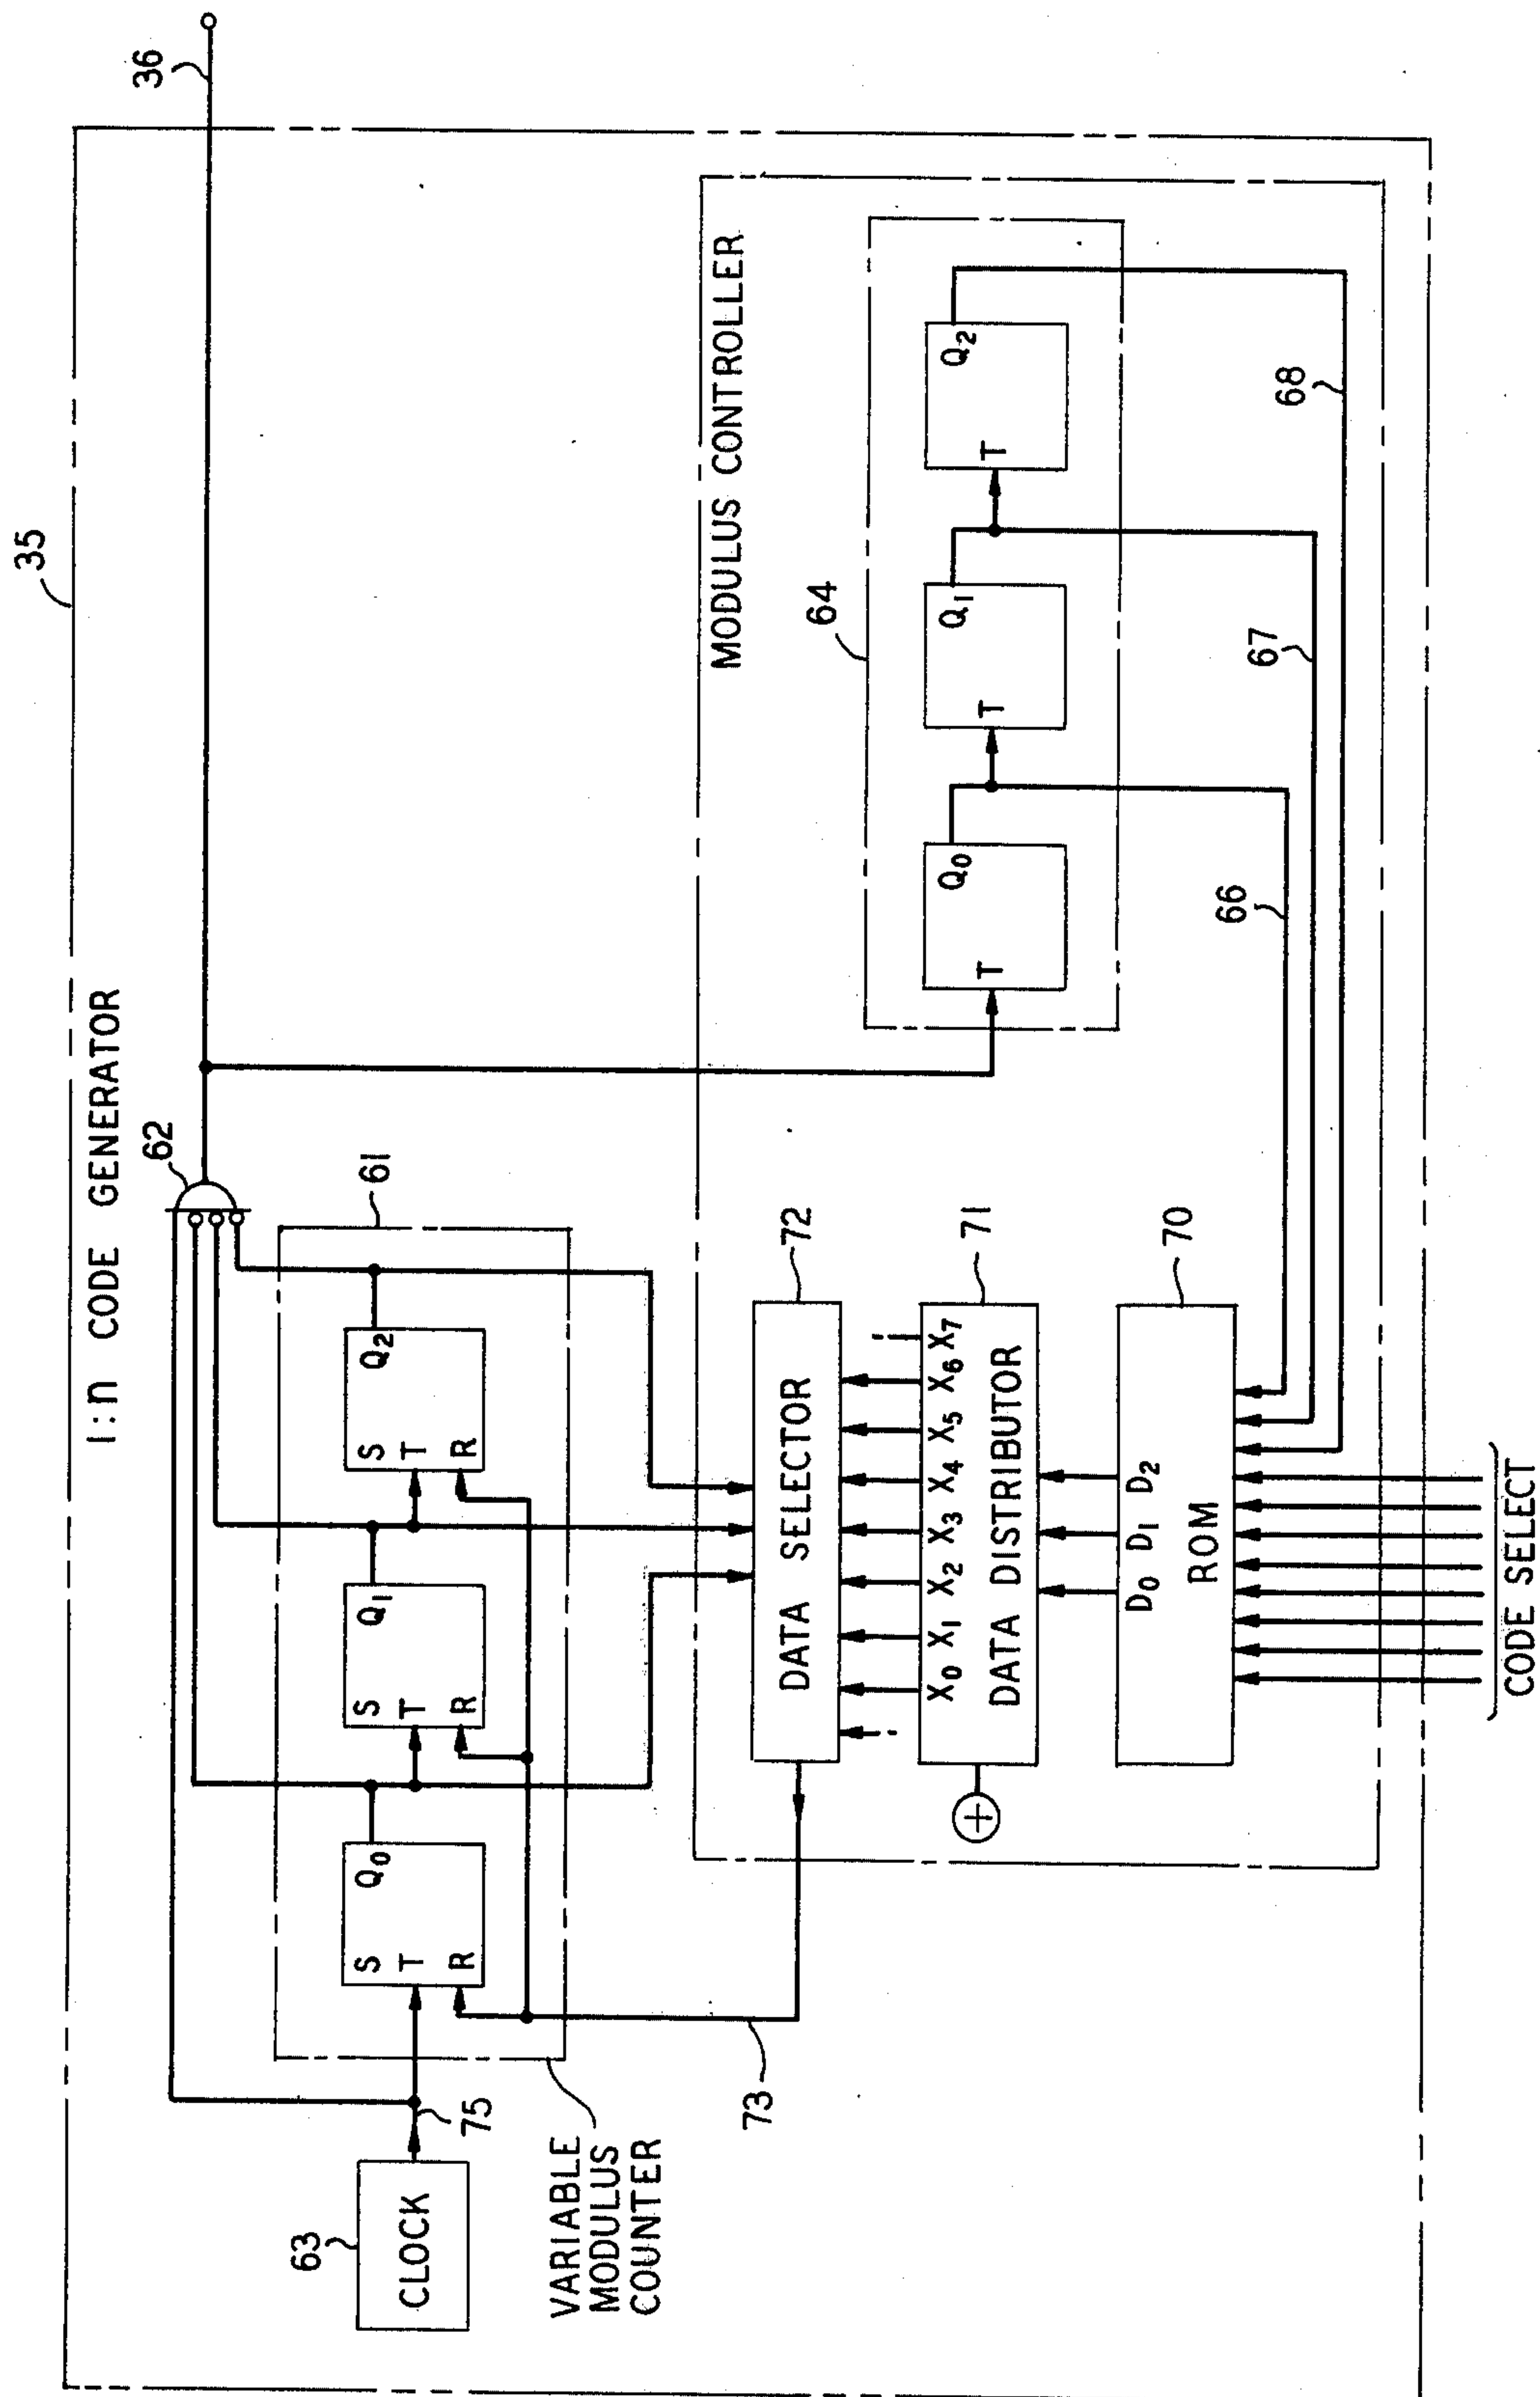 35
1:n CODE GENERATOR
36
62
61
Q0
S
T
R
Q1
S
T
R
Q2
S
T
R
63
CLOCK
75
VARIABLE
MODULUS
COUNTER
73
MODULUS CONTROLLER
64
T
Q0
T
Q1
T
Q2
72
DATA SELECTOR
71
X0 X1 X2 X3 X4 X5 X6 X7
DATA DISTRIBUTOR
+
70
D0 D1 D2
ROM
66
67
68
CODE SELECT